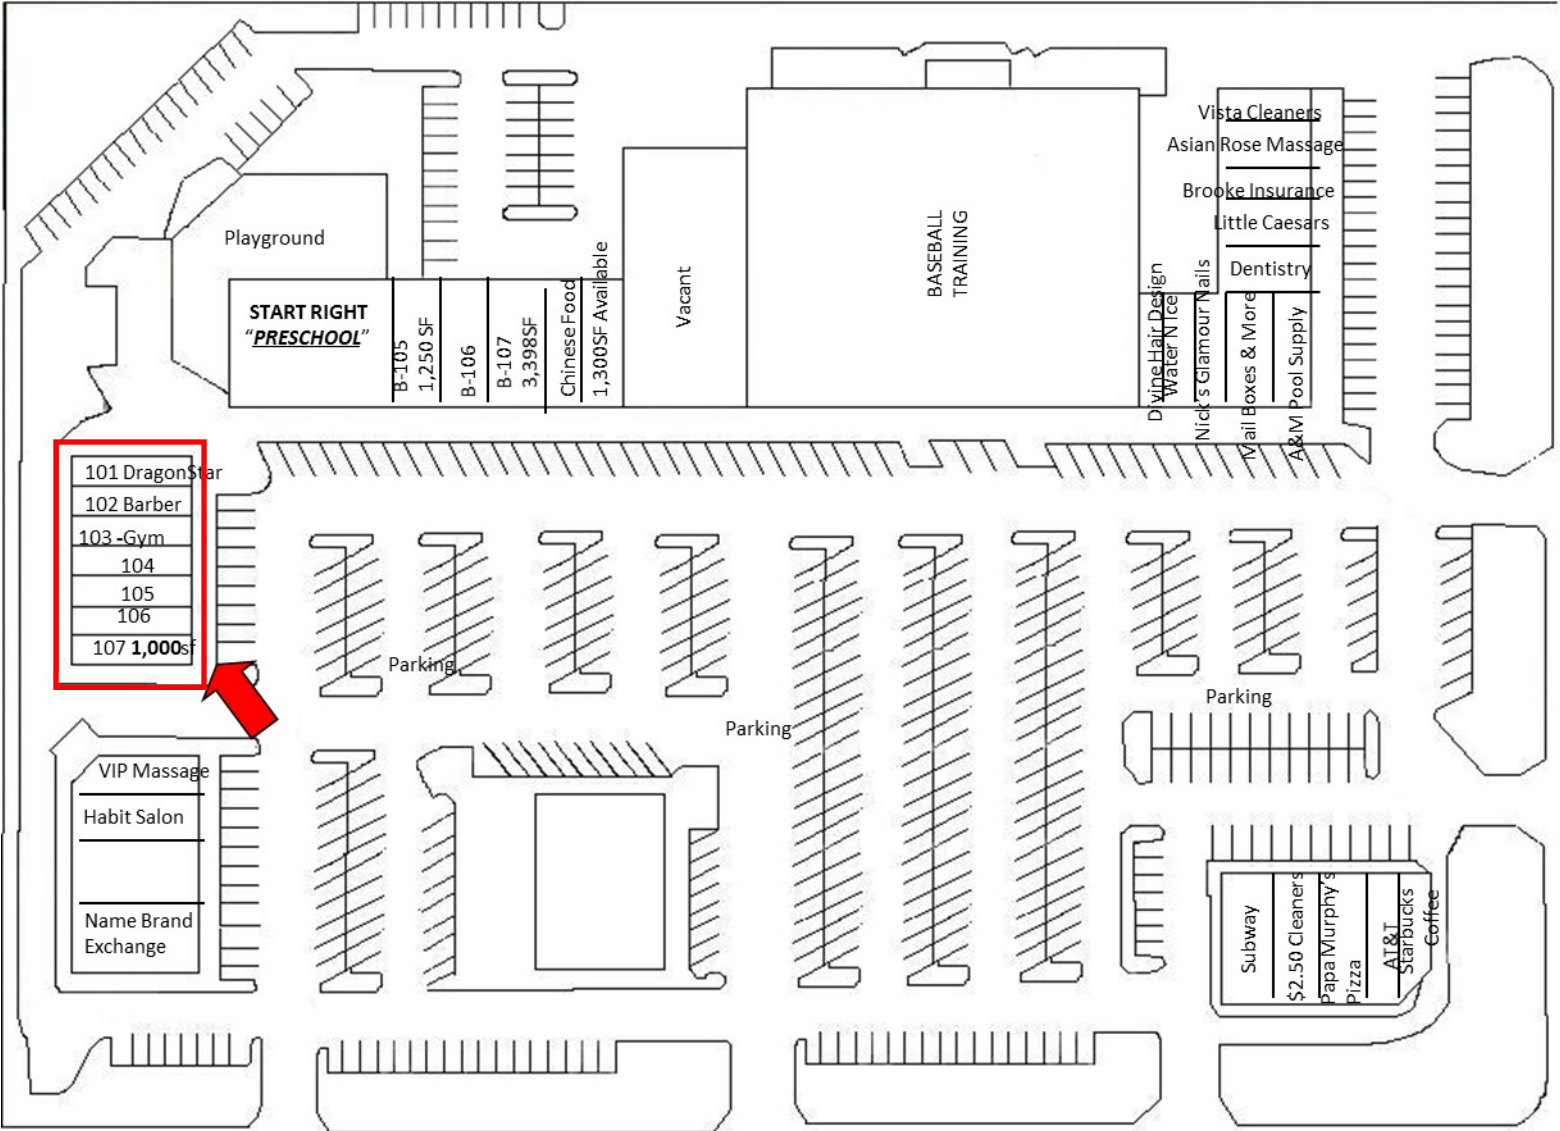 Vista Cleaners
Asian Rose Massage
Brooke Insurance
Little Caesars
Dentistry
Playground
START RIGHT
“PRESCHOOL”
B-105
1,250 SF
B-106
B-107
3,398SF
Chinese Food
1,300SF Available
Vacant
BASEBALL
TRAINING
Divine Hair Design
Water N Ice
Nick's Glamour Nails
Mail Boxes & More
A&M Pool Supply
101 DragonStar
102 Barber
103 -Gym
104
105
106
107 1,000sf
Parking
Parking
Parking
VIP Massage
Habit Salon
Name Brand
Exchange
Subway
$2.50 Cleaners
Papa Murphy's
Pizza
AT&T
Starbucks
Coffee